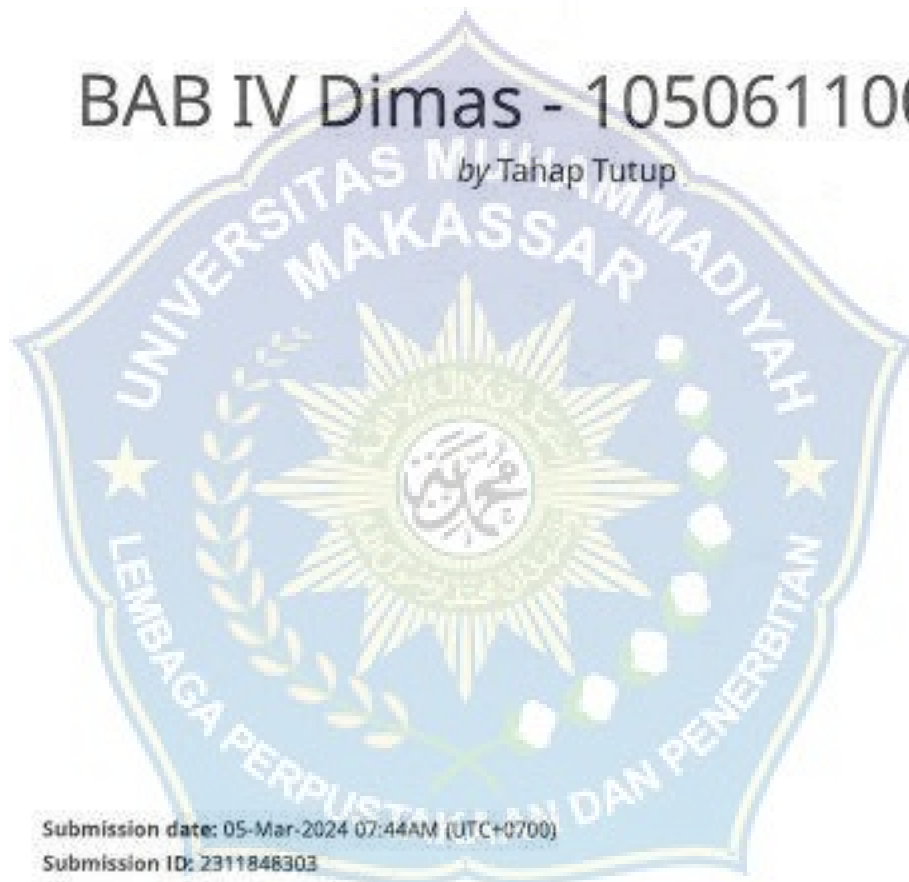 BAB IV Dimas - 1050611100
by Tahap Tutup
UNIVERSITAS MUHAMMADIYAH
MAKASSAR
LEMBAGA PERPUSTAKAAN DAN PENERBITAN
Submission date: 05-Mar-2024 07:44AM (UTC+0700)
Submission ID: 2311848303